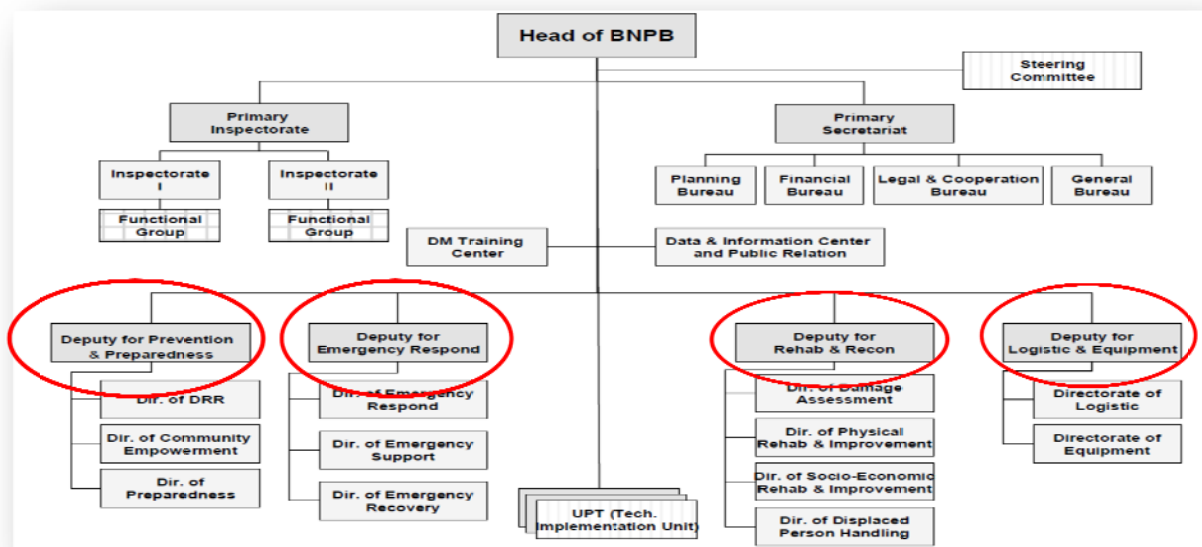 Head of BNPB
Steering
Committee
Primary
Inspectorate
Primary
Secretariat
Inspectorate
I
Inspectorate
II
Planning
Bureau
Financial
Bureau
Legal & Cooperation
Bureau
General
Bureau
Functional
Group
Functional
Group
DM Training
Center
Data & Information Center
and Public Relation
Deputy for Prevention
& Preparedness
Deputy for
Emergency Respond
Deputy for
Rehab & Recon
Deputy for
Logistic & Equipment
Dir. of DRR
Dir. of Community
Empowerment
Dir. of
Preparedness
Dir. of Emergency
Respond
Dir. of Emergency
Support
Dir. of Emergency
Recovery
UPT (Tech.
Implementation Unit)
Dir. of Damage
Assessment
Dir. of Physical
Rehab & Improvement
Dir. of Socio-Economic
Rehab & Improvement
Dir. of Displaced
Person Handling
Directorate of
Logistic
Directorate of
Equipment